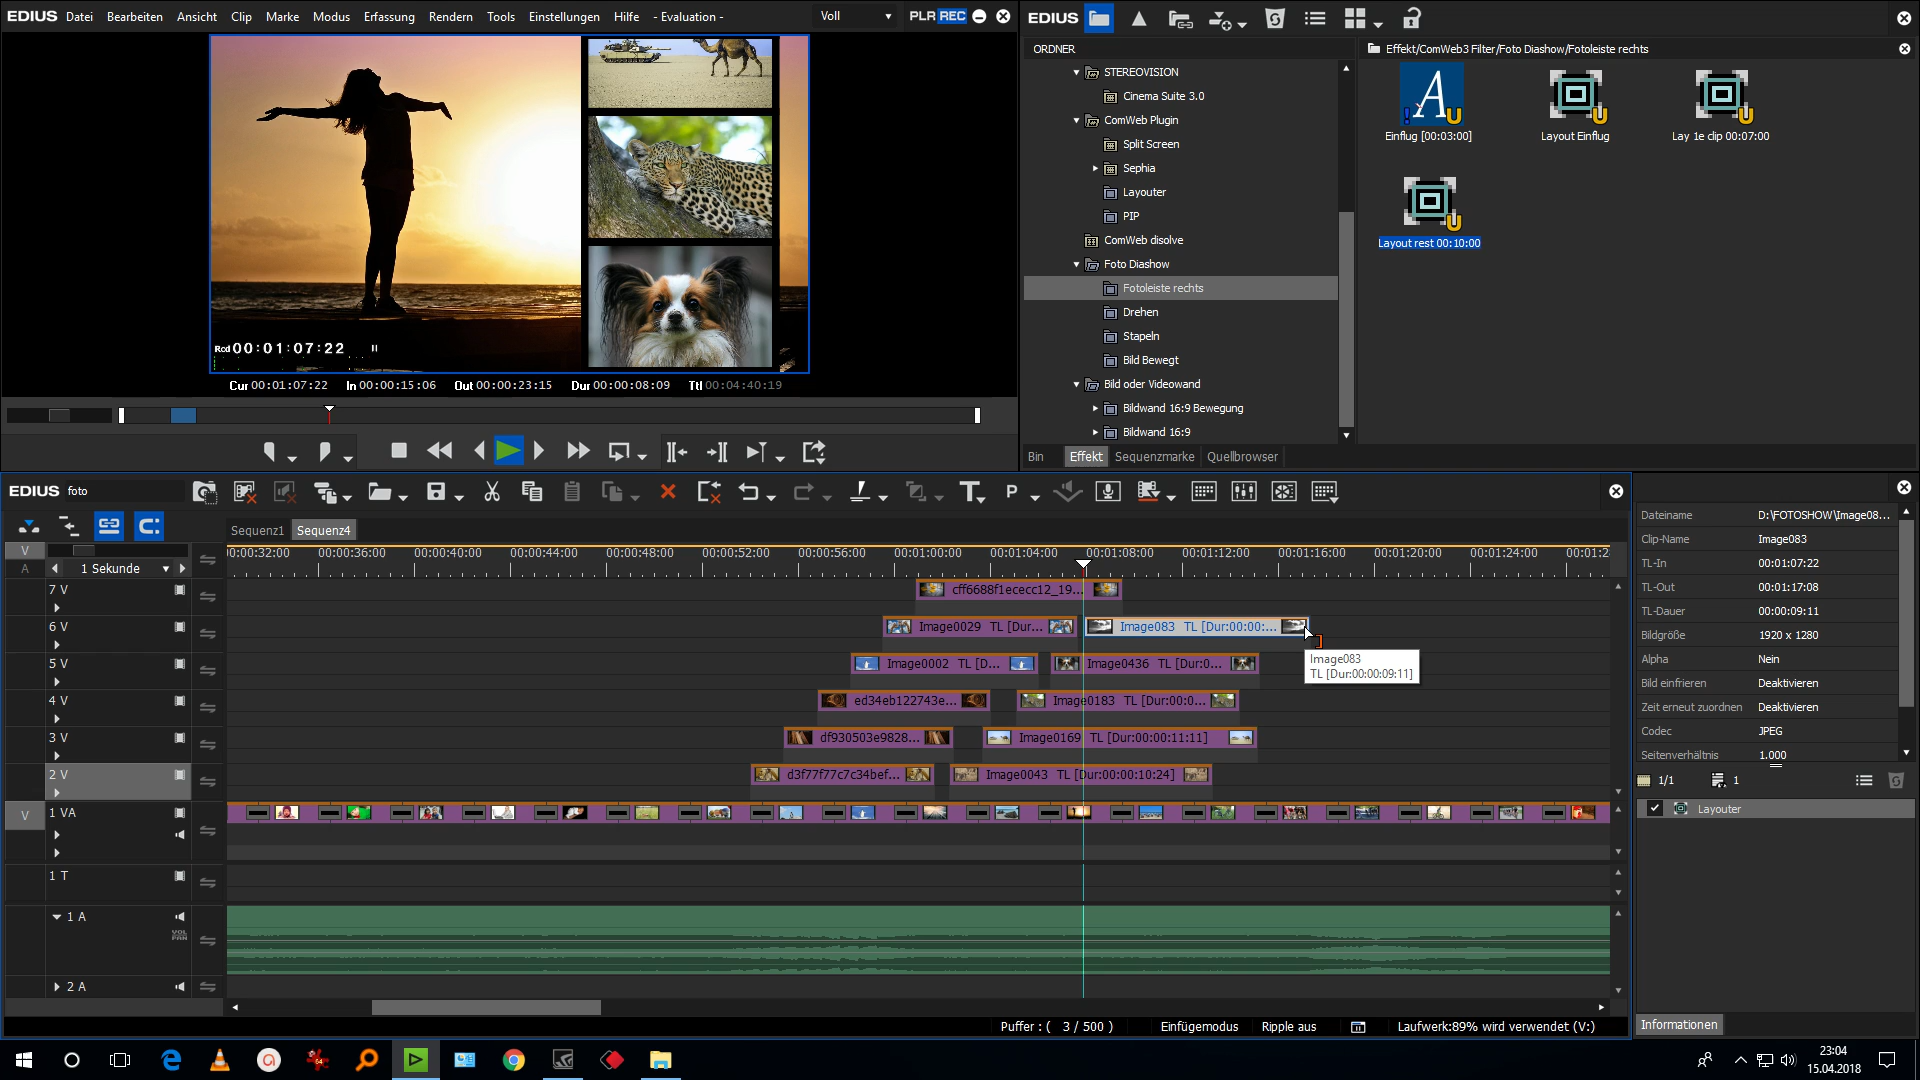 EDIUS Datei Bearbeiten Ansicht Clip Marke Modus Erfassung Rendern Tools Einstellungen Hilfe - Evaluation - Voll PLR REC
Rcd 00:01:07:22
Cur 00:01:07:22 In 00:00:15:06 Out 00:00:23:15 Dur 00:00:08:09 Ttl 00:04:40:19
EDIUS
ORDNER
Effekt/ComWeb3 Filter/Foto Diashow/Fotoleiste rechts
STEREOVISION
Cinema Suite 3.0
ComWeb Plugin
Split Screen
Sephia
Layouter
PIP
ComWeb disolve
Foto Diashow
Fotoleiste rechts
Drehen
Stapeln
Bild Bewegt
Bild oder Videowand
Bildwand 16:9 Bewegung
Bildwand 16:9
Einflug [00:03:00]
Layout Einflug
Lay 1e clip 00:07:00
Layout rest 00:10:00
Bin Effekt Sequenzmarke Quellbrowser
EDIUS foto
Sequenz1 Sequenz4
00:00:32:00 00:00:36:00 00:00:40:00 00:00:44:00 00:00:48:00 00:00:52:00 00:00:56:00 00:01:00:00 00:01:04:00 00:01:08:00 00:01:12:00 00:01:16:00 00:01:20:00 00:01:24:00 00:01:2
V
A
1 Sekunde
7 V
cff6688f1ececc12_19...
6 V
Image0029 TL [Dur...
Image083 TL [Dur:00:00:...
Image083
TL [Dur:00:00:09:11]
5 V
Image0002 TL [D...
Image0436 TL [Dur:0...
4 V
ed34eb122743e...
Image0183 TL [Dur:00:0...
3 V
df930503e9828...
Image0169 TL [Dur:00:00:11:11]
2 V
d3f77f77c7c34bef...
Image0043 TL [Dur:00:00:10:24]
V
1 VA
1 T
1 A
VOL
PAN
2 A
Puffer : ( 3 / 500 ) Einfügemodus Ripple aus Laufwerk:89% wird verwendet (V:)
Dateiname D:\FOTOSHOW\Image08...
Clip-Name Image083
TL-In 00:01:07:22
TL-Out 00:01:17:08
TL-Dauer 00:00:09:11
Bildgröße 1920 x 1280
Alpha Nein
Bild einfrieren Deaktivieren
Zeit erneut zuordnen Deaktivieren
Codec JPEG
Seitenverhältnis 1.000
1/1 1
Layouter
Informationen
23:04
15.04.2018